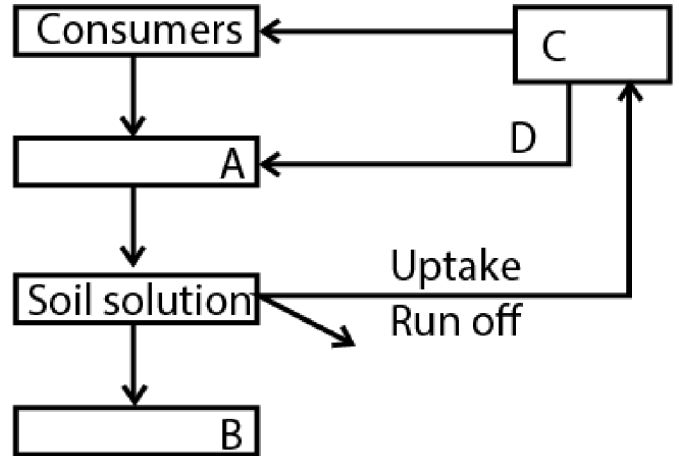 Consumers
C
D
A
Uptake
Soil solution
Run off
B